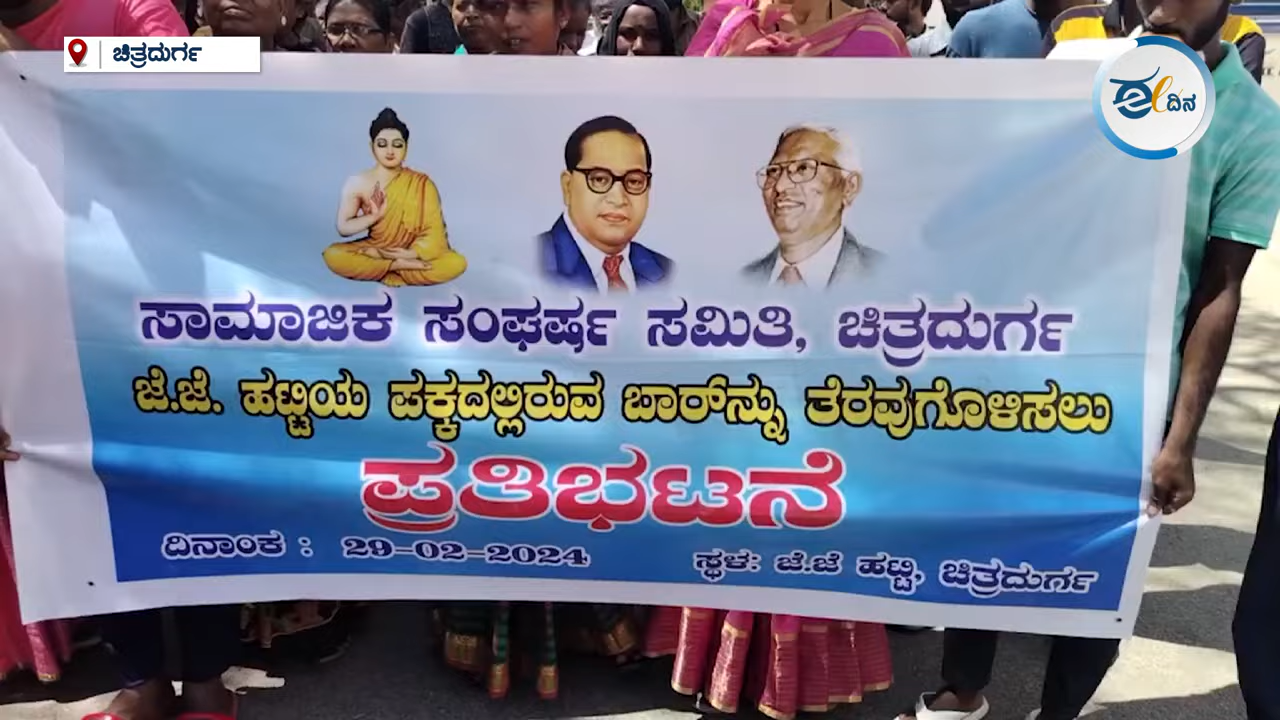 ಚಿತ್ರದುರ್ಗ
ಈ ದಿನ
ಸಾಮಾಜಿಕ ಸಂಘರ್ಷ ಸಮಿತಿ, ಚಿತ್ರದುರ್ಗ
ಜೆ.ಜೆ. ಹಟ್ಟಿಯ ಪಕ್ಕದಲ್ಲಿರುವ ಬಾರ್‌ನ್ನು ತೆರವುಗೊಳಿಸಲು
ಪ್ರತಿಭಟನೆ
ದಿನಾಂಕ : 29-02-2024 ಸ್ಥಳ: ಜೆ.ಜೆ ಹಟ್ಟಿ, ಚಿತ್ರದುರ್ಗ